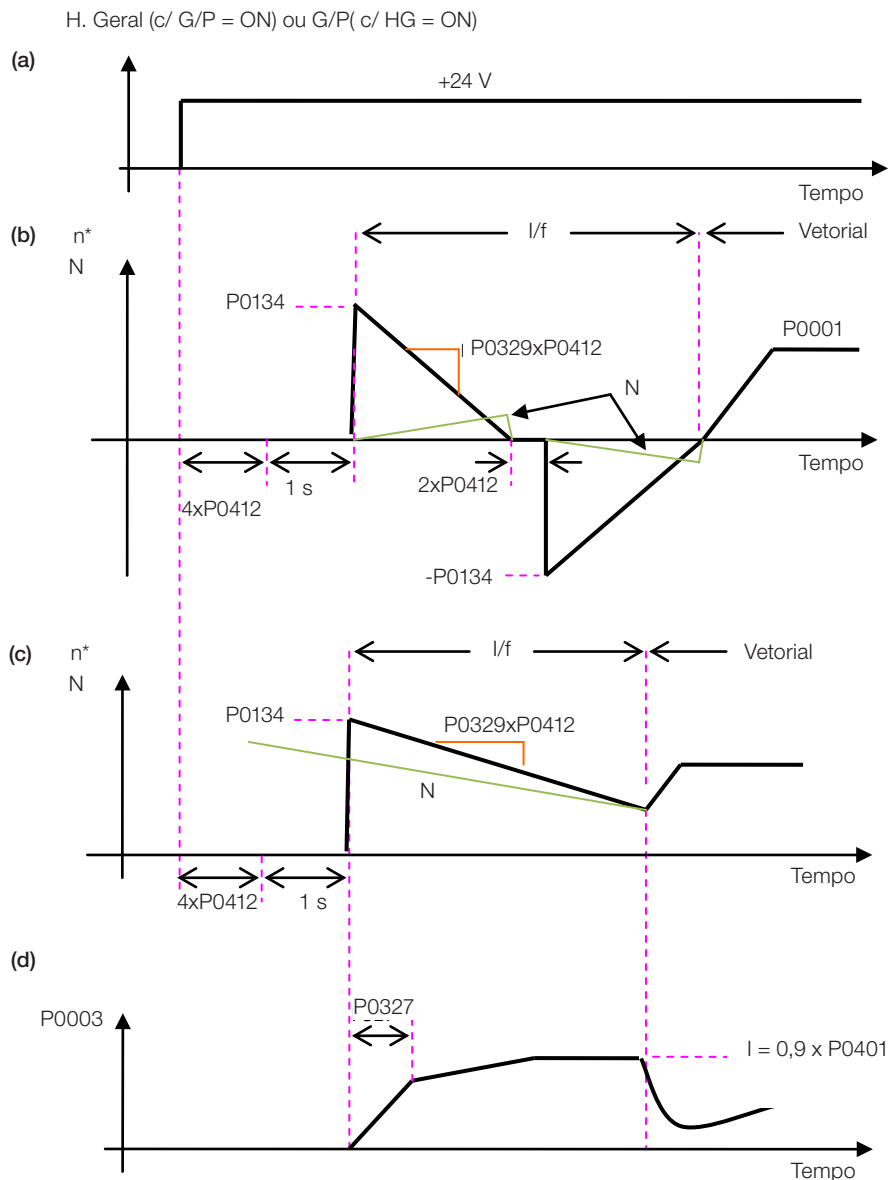 H. Geral (c/ G/P = ON) ou G/P( c/ HG = ON)
(a)
+24 V
Tempo
(b)
n*
N
I/f
Vetorial
P0134
P0329xP0412
P0001
N
Tempo
1 s
4xP0412
2xP0412
-P0134
(c)
n*
N
I/f
Vetorial
P0134
P0329xP0412
N
Tempo
4xP0412
1 s
(d)
P0003
P0327
I = 0,9 x P0401
Tempo